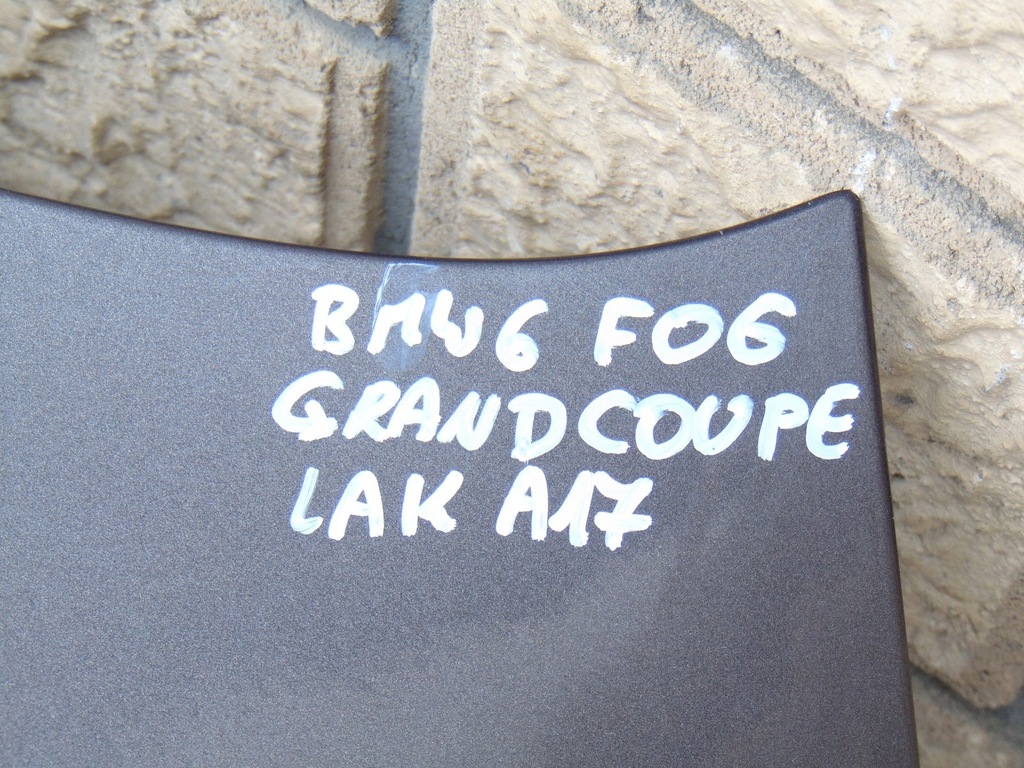 BMW6 F06
GRANDCOUPE
LAK A17